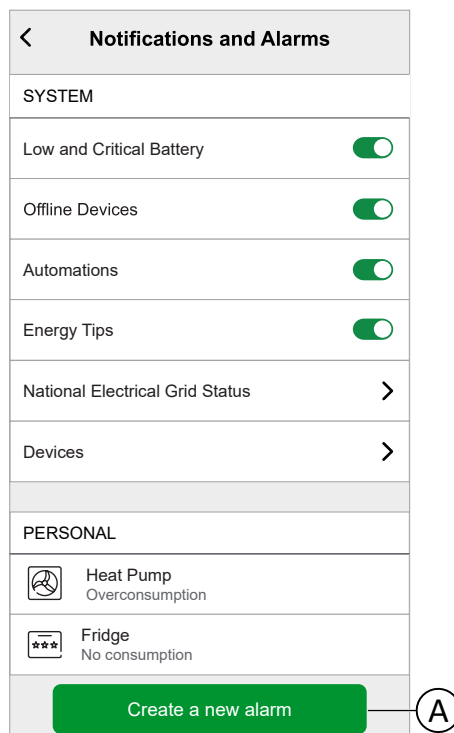 Notifications and Alarms
SYSTEM
Low and Critical Battery
Offline Devices
Automations
Energy Tips
National Electrical Grid Status
Devices
PERSONAL
Heat Pump
Overconsumption
Fridge
No consumption
Create a new alarm
A